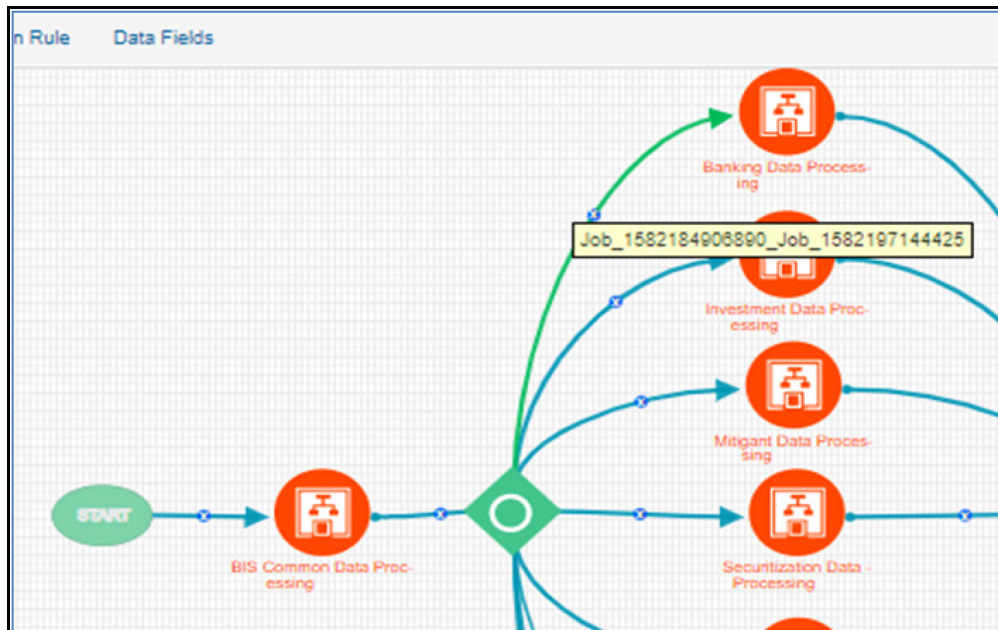 n Rule Data Fields
Banking Data Process-
ing
Job_1582184906890_Job_1582197144425
Investment Data Proc-
essing
Mitigant Data Proces-
sing
START
BIS Common Data Proc-
essing
Securitization Data -
Processing